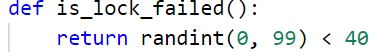 def is_lock_failed():
    return randint(0, 99) < 40